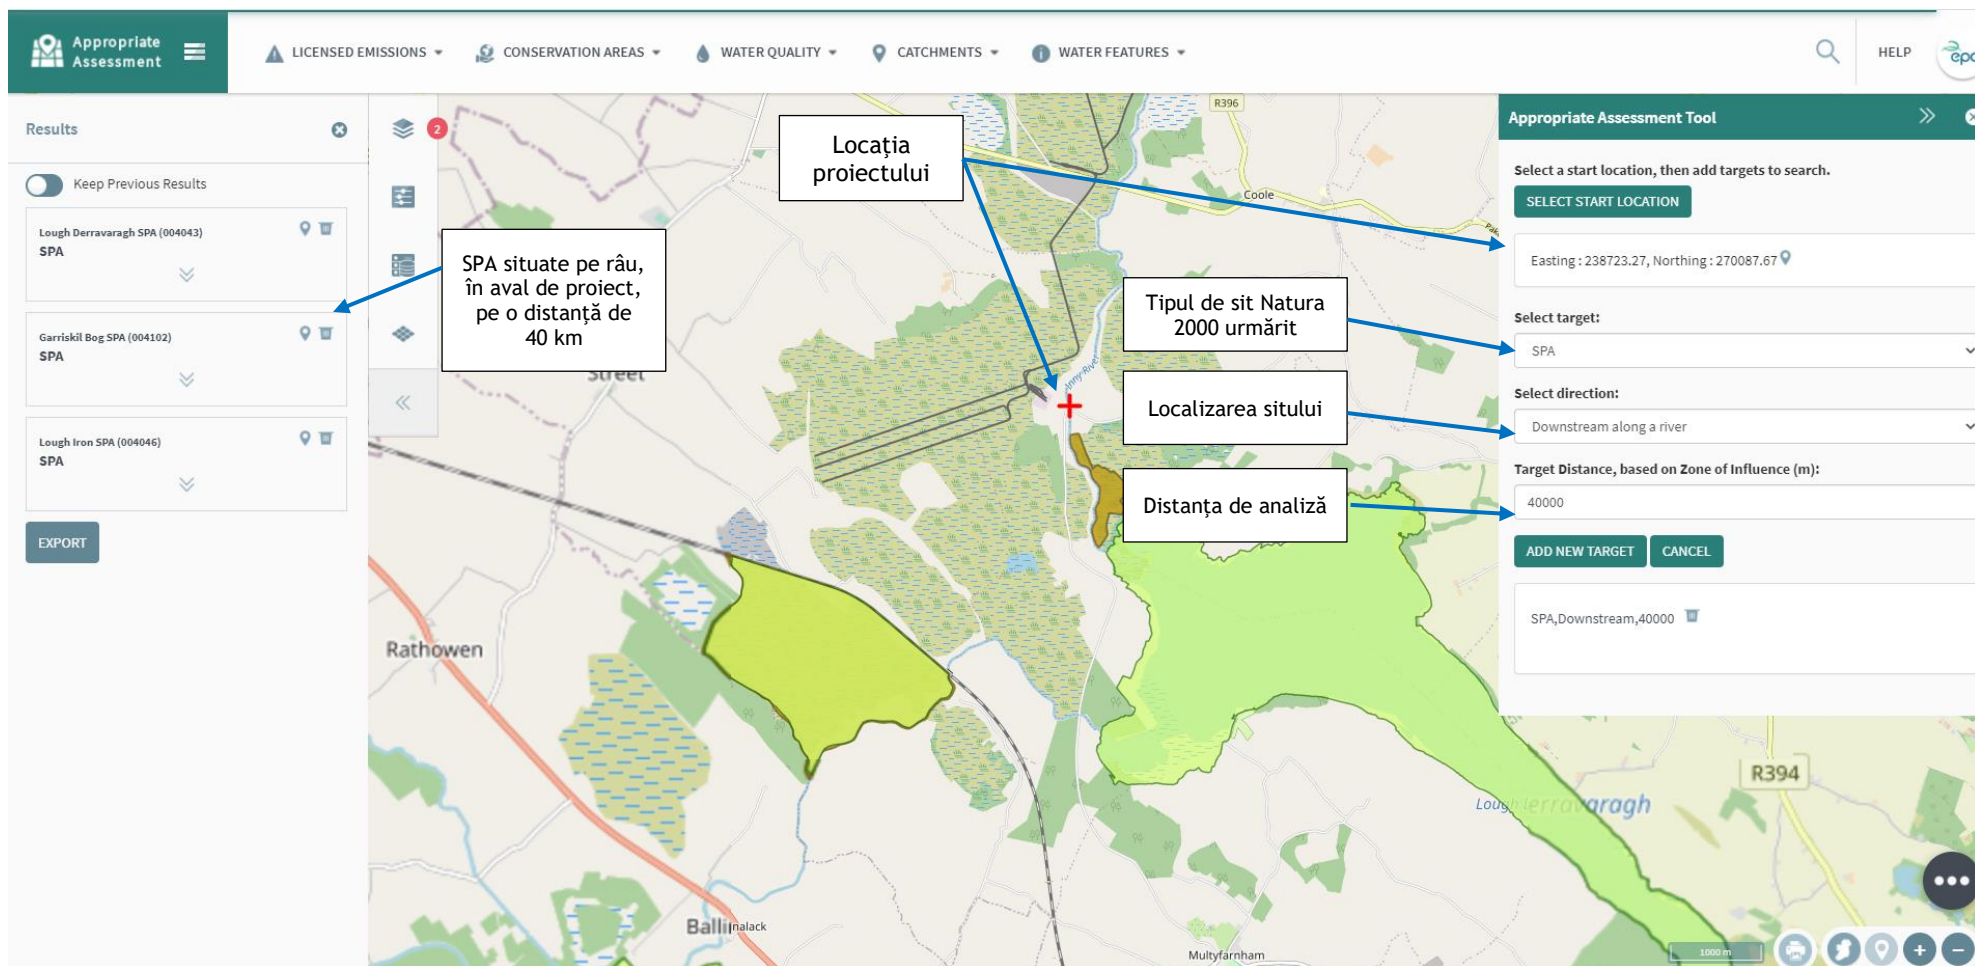 Appropriate
Assessment
LICENSED EMISSIONS
CONSERVATION AREAS
WATER QUALITY
CATCHMENTS
WATER FEATURES
HELP
Results
Keep Previous Results
Lough Derravaragh SPA (004043)
SPA
Garriskil Bog SPA (004102)
SPA
Lough Iron SPA (004046)
SPA
EXPORT
2
SPA situate pe râu,
în aval de proiect,
pe o distanță de
40 km
Locația
proiectului
Tipul de sit Natura
2000 urmărit
Localizarea sitului
Distanța de analiză
R396
Coole
Street
Rathowen
Ballinalack
Multyfarnham
R394
1000 m
Appropriate Assessment Tool
Select a start location, then add targets to search.
SELECT START LOCATION
Easting : 238723.27, Northing : 270087.67
Select target:
SPA
Select direction:
Downstream along a river
Target Distance, based on Zone of Influence (m):
40000
ADD NEW TARGET
CANCEL
SPA,Downstream,40000